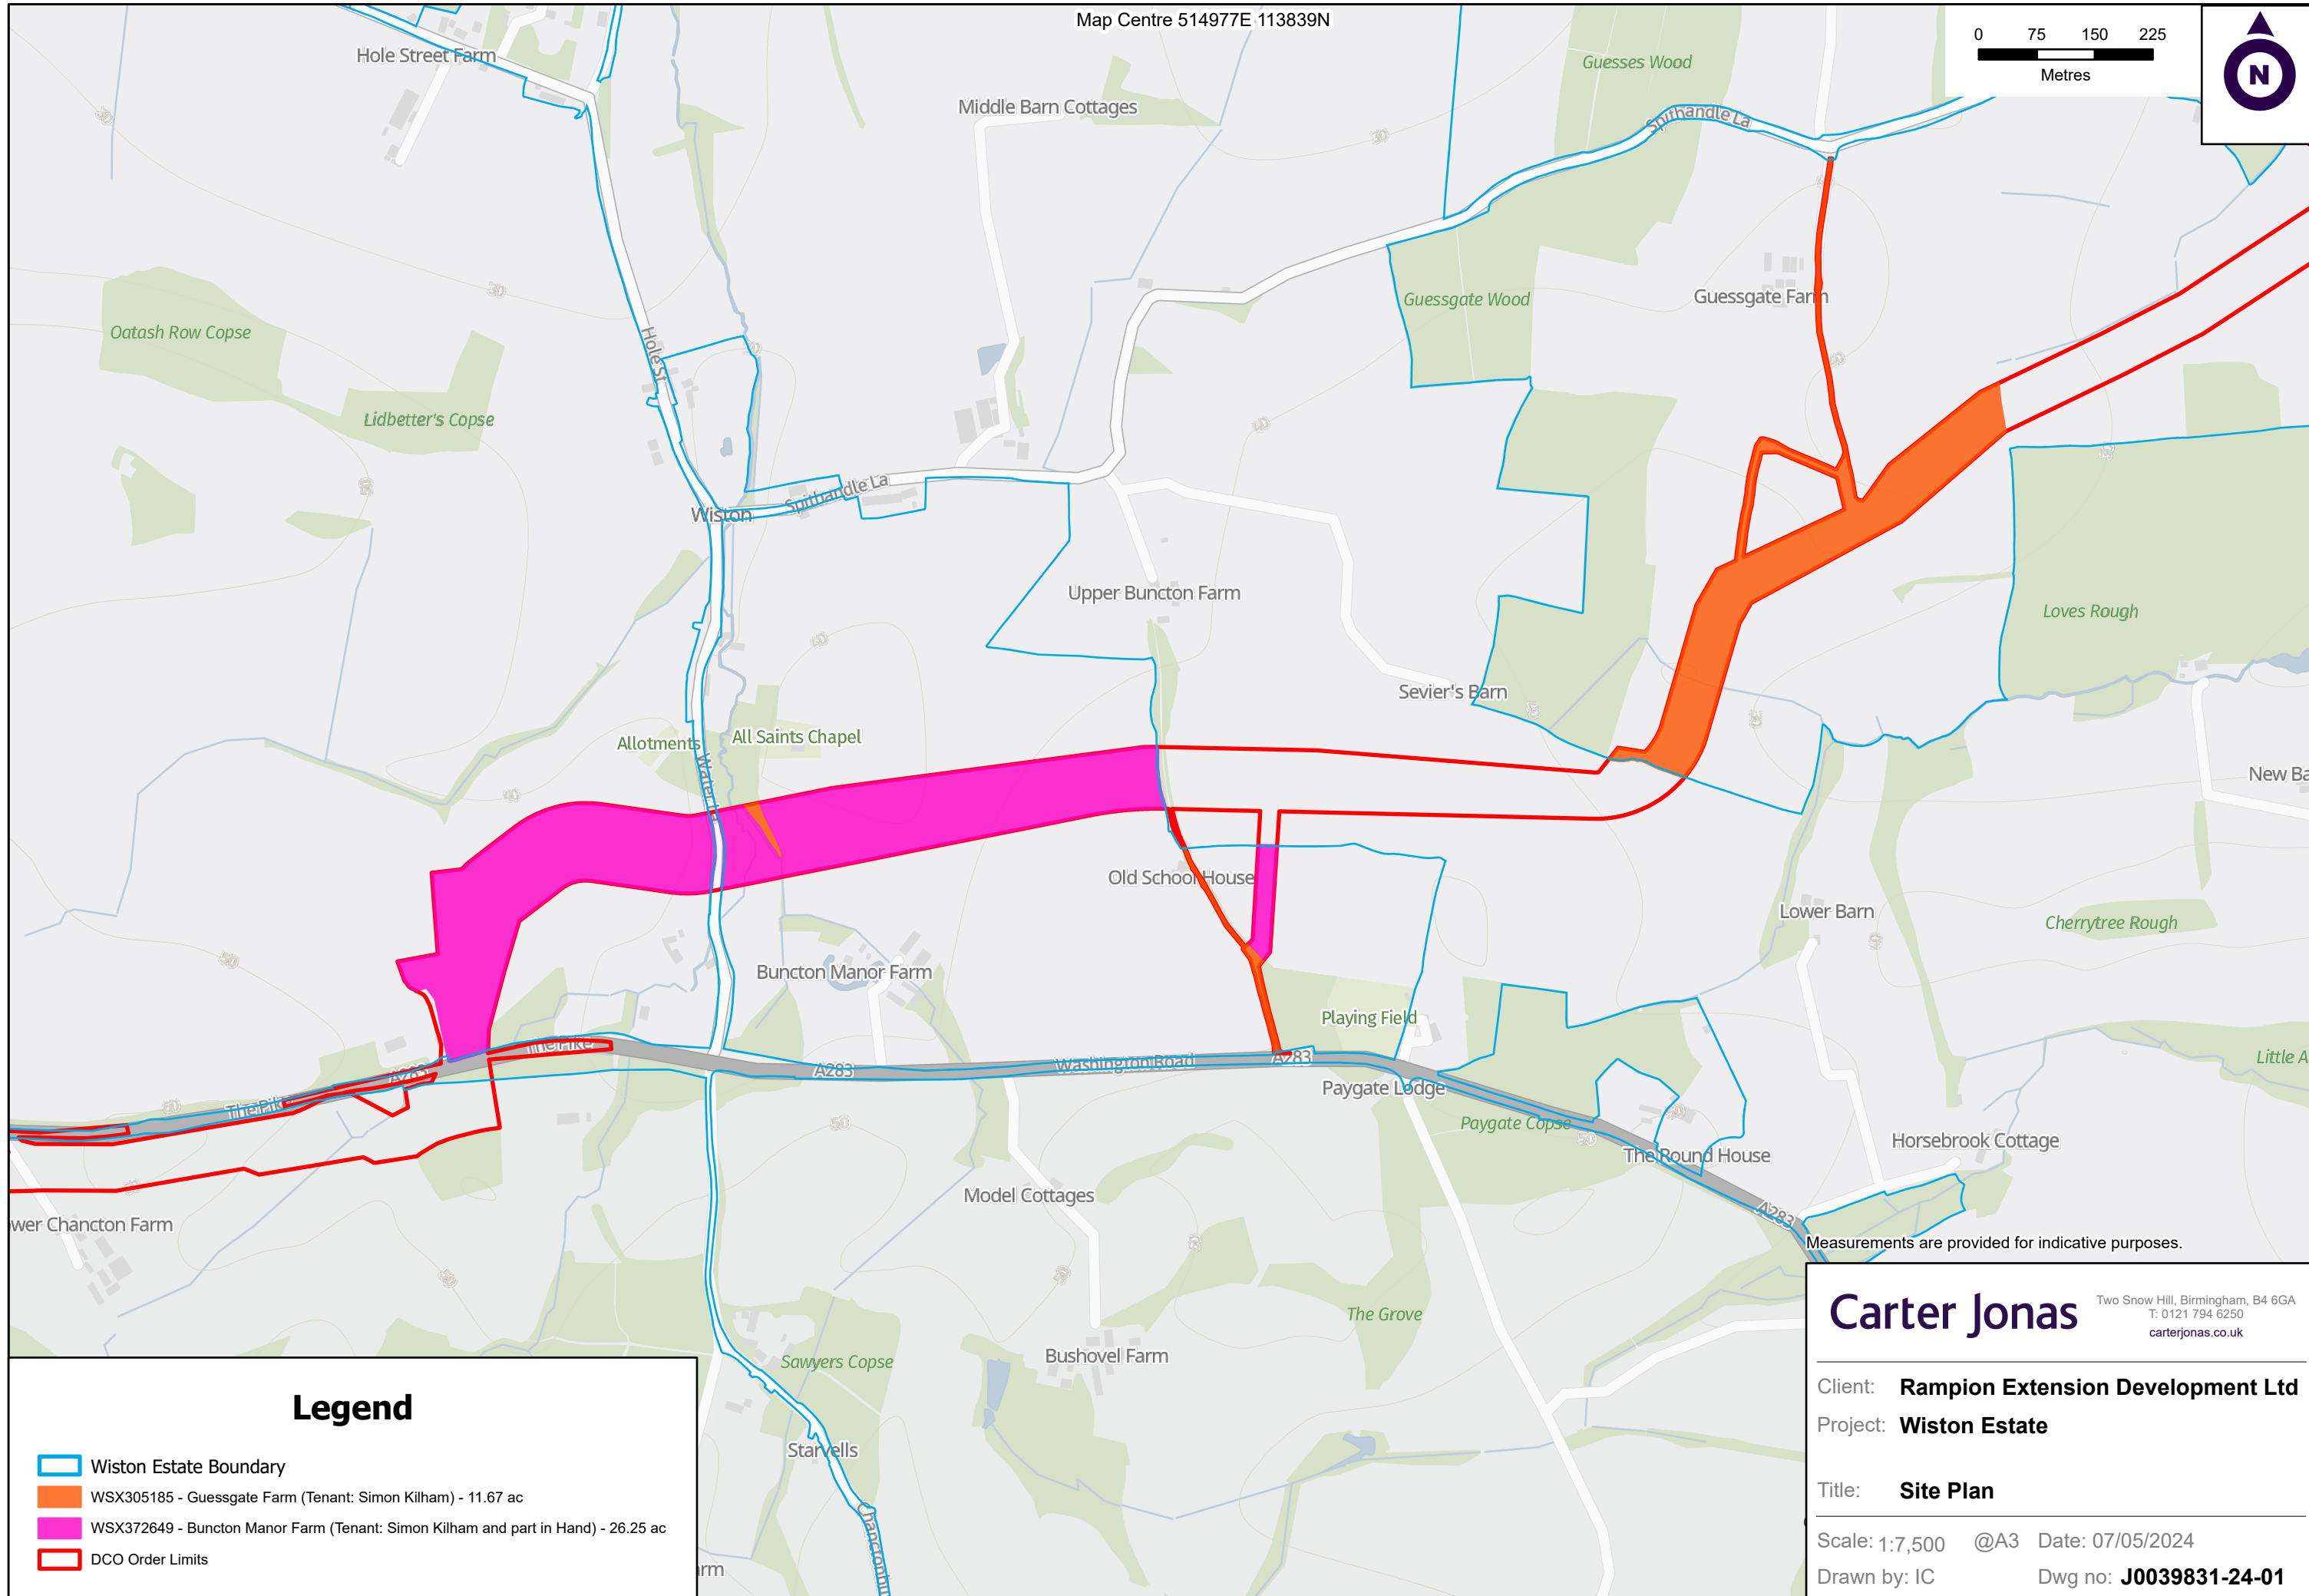 Map Centre 514977E 113839N
0 75 150 225
Metres
N
Hole Street Farm
Middle Barn Cottages
Guesses Wood
Spithandle La
Oatash Row Copse
Lidbetter's Copse
Hole St
Guessgate Wood
Guessgate Farm
Wiston
Spithandle La
Upper Buncton Farm
Loves Rough
Sevier's Barn
Allotments
All Saints Chapel
Water La
New Ba
Old School House
Lower Barn
Cherrytree Rough
Buncton Manor Farm
Playing Field
The Pike
A283
Washington Road
A283
A283
The Pike
Paygate Lodge
Little A
Paygate Copse
50
50
The Round House
Horsebrook Cottage
Model Cottages
wer Chancton Farm
A283
Measurements are provided for indicative purposes.
The Grove
Sawyers Copse
Bushovel Farm
Starvells
Chanctonbu
rm
Legend
Wiston Estate Boundary
WSX305185 - Guessgate Farm (Tenant: Simon Kilham) - 11.67 ac
WSX372649 - Buncton Manor Farm (Tenant: Simon Kilham and part in Hand) - 26.25 ac
DCO Order Limits
Carter Jonas
Two Snow Hill, Birmingham, B4 6GA
T: 0121 794 6250
carterjonas.co.uk
Client: Rampion Extension Development Ltd
Project: Wiston Estate
Title: Site Plan
Scale: 1:7,500 @A3 Date: 07/05/2024
Drawn by: IC Dwg no: J0039831-24-01